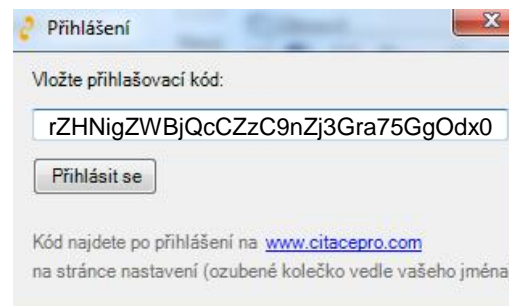 Přihlášení
Vložte přihlašovací kód:
rZHNigZWBjQcCZzC9nZj3Gra75GgOdx0
Přihlásit se
Kód najdete po přihlášení na www.citacepro.com
na stránce nastavení (ozubené kolečko vedle vašeho jména